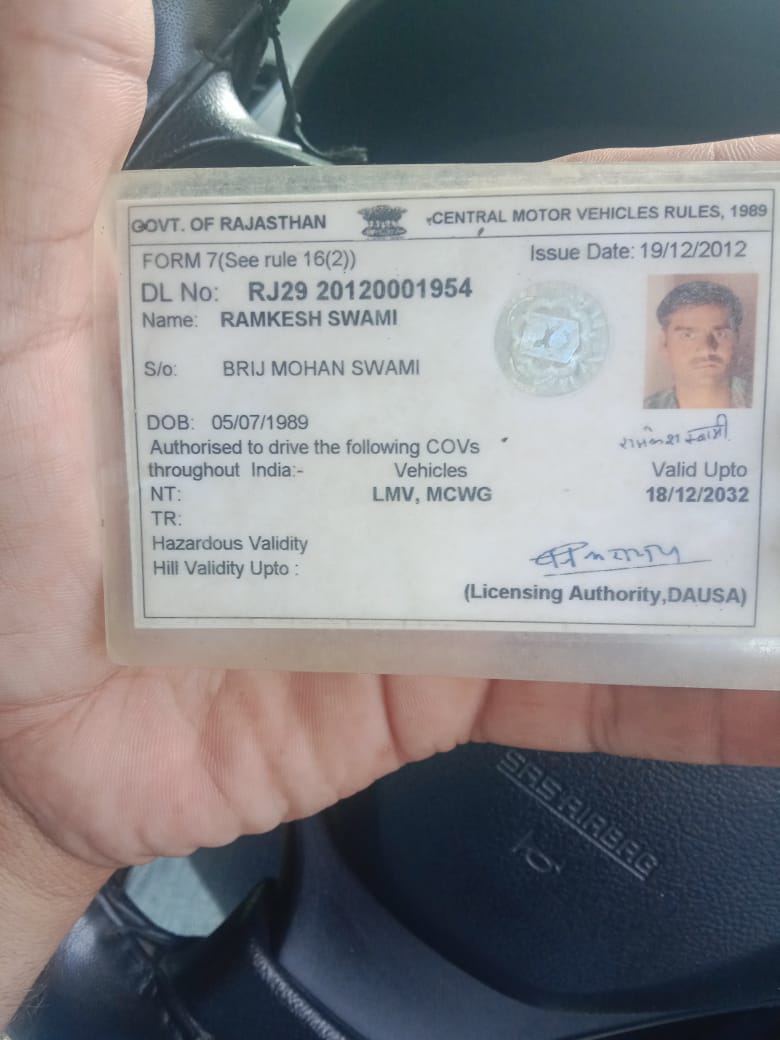 GOVT. OF RAJASTHAN CENTRAL MOTOR VEHICLES RULES, 1989
FORM 7(See rule 16(2)) Issue Date: 19/12/2012
DL No: RJ29 20120001954
Name: RAMKESH SWAMI
S/o: BRIJ MOHAN SWAMI
DOB: 05/07/1989
रामकेश स्वामी
Authorised to drive the following COVs
throughout India:- Vehicles Valid Upto
NT: LMV, MCWG 18/12/2032
TR:
Hazardous Validity
Hill Validity Upto :
(Licensing Authority,DAUSA)
SRS AIRBAG